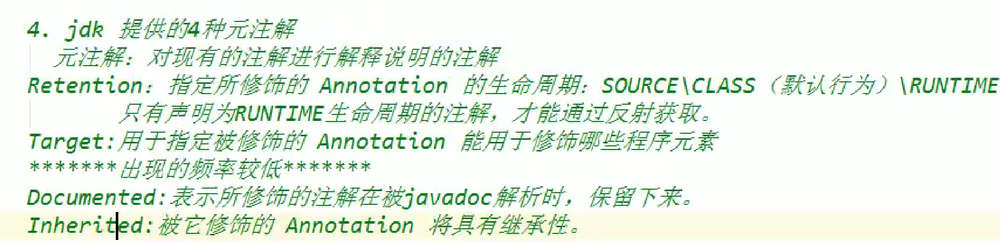 4. jdk 提供的4种元注解
元注解：对现有的注解进行解释说明的注解
Retention：指定所修饰的 Annotation 的生命周期：SOURCE\CLASS（默认行为）\RUNTIME
只有声明为RUNTIME生命周期的注解，才能通过反射获取。
Target:用于指定被修饰的 Annotation 能用于修饰哪些程序元素
*******出现的频率较低*******
Documented:表示所修饰的注解在被javadoc解析时，保留下来。
Inherited:被它修饰的 Annotation 将具有继承性。